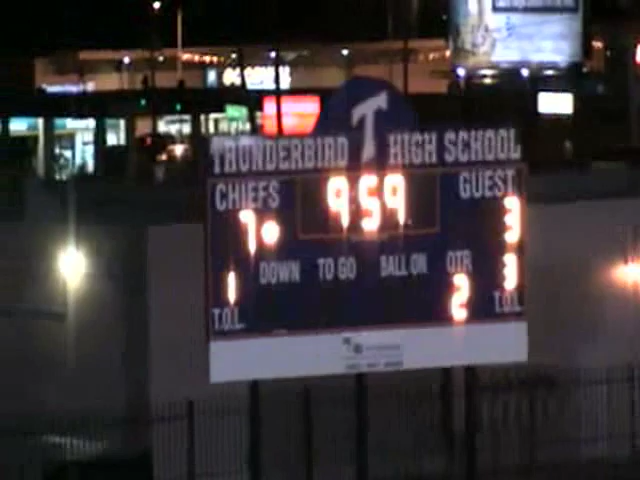 T
THUNDERBIRD HIGH SCHOOL
CHIEFS 9 59 GUEST
7 3
1 DOWN TO GO BALL ON QTR 3
T.O.L. 2 T.O.L.